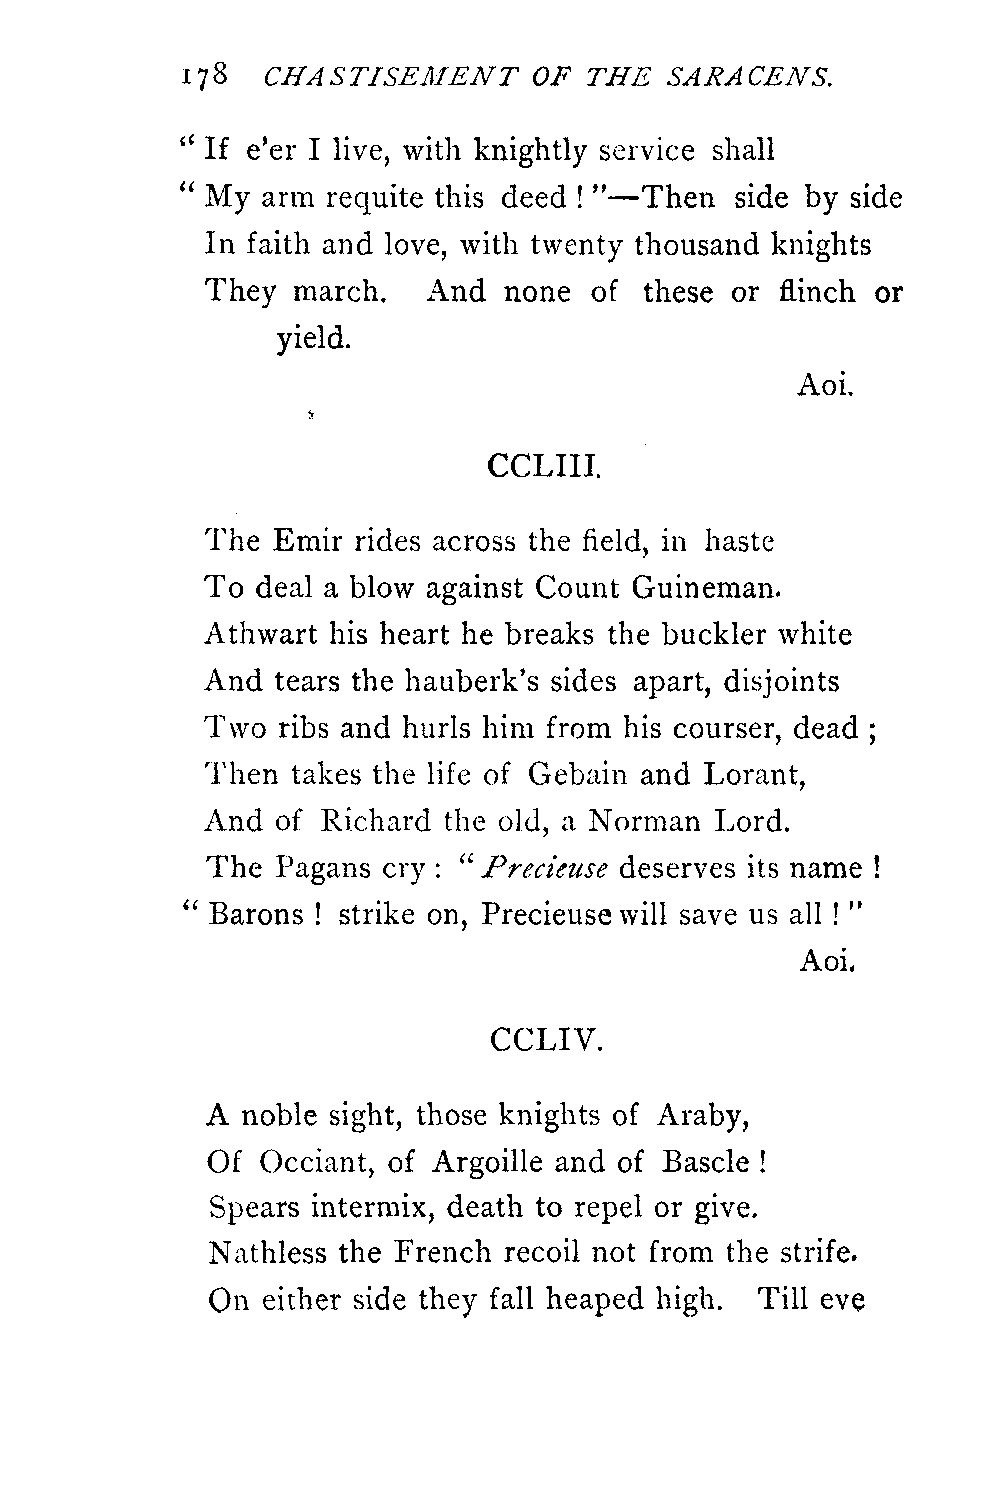 178 CHASTISEMENT OF THE SARACENS.
“ If e’er I live, with knightly service shall
“ My arm requite this deed ! ”—Then side by side
In faith and love, with twenty thousand knights
They march. And none of these or flinch or
yield.
Aoi.
CCLIII.
The Emir rides across the field, in haste
To deal a blow against Count Guineman.
Athwart his heart he breaks the buckler white
And tears the hauberk’s sides apart, disjoints
Two ribs and hurls him from his courser, dead ;
Then takes the life of Gebain and Lorant,
And of Richard the old, a Norman Lord.
The Pagans cry : “ Precieuse deserves its name !
“ Barons ! strike on, Precieuse will save us all ! ”
Aoi.
CCLIV.
A noble sight, those knights of Araby,
Of Occiant, of Argoille and of Bascle !
Spears intermix, death to repel or give.
Nathless the French recoil not from the strife.
On either side they fall heaped high. Till eve